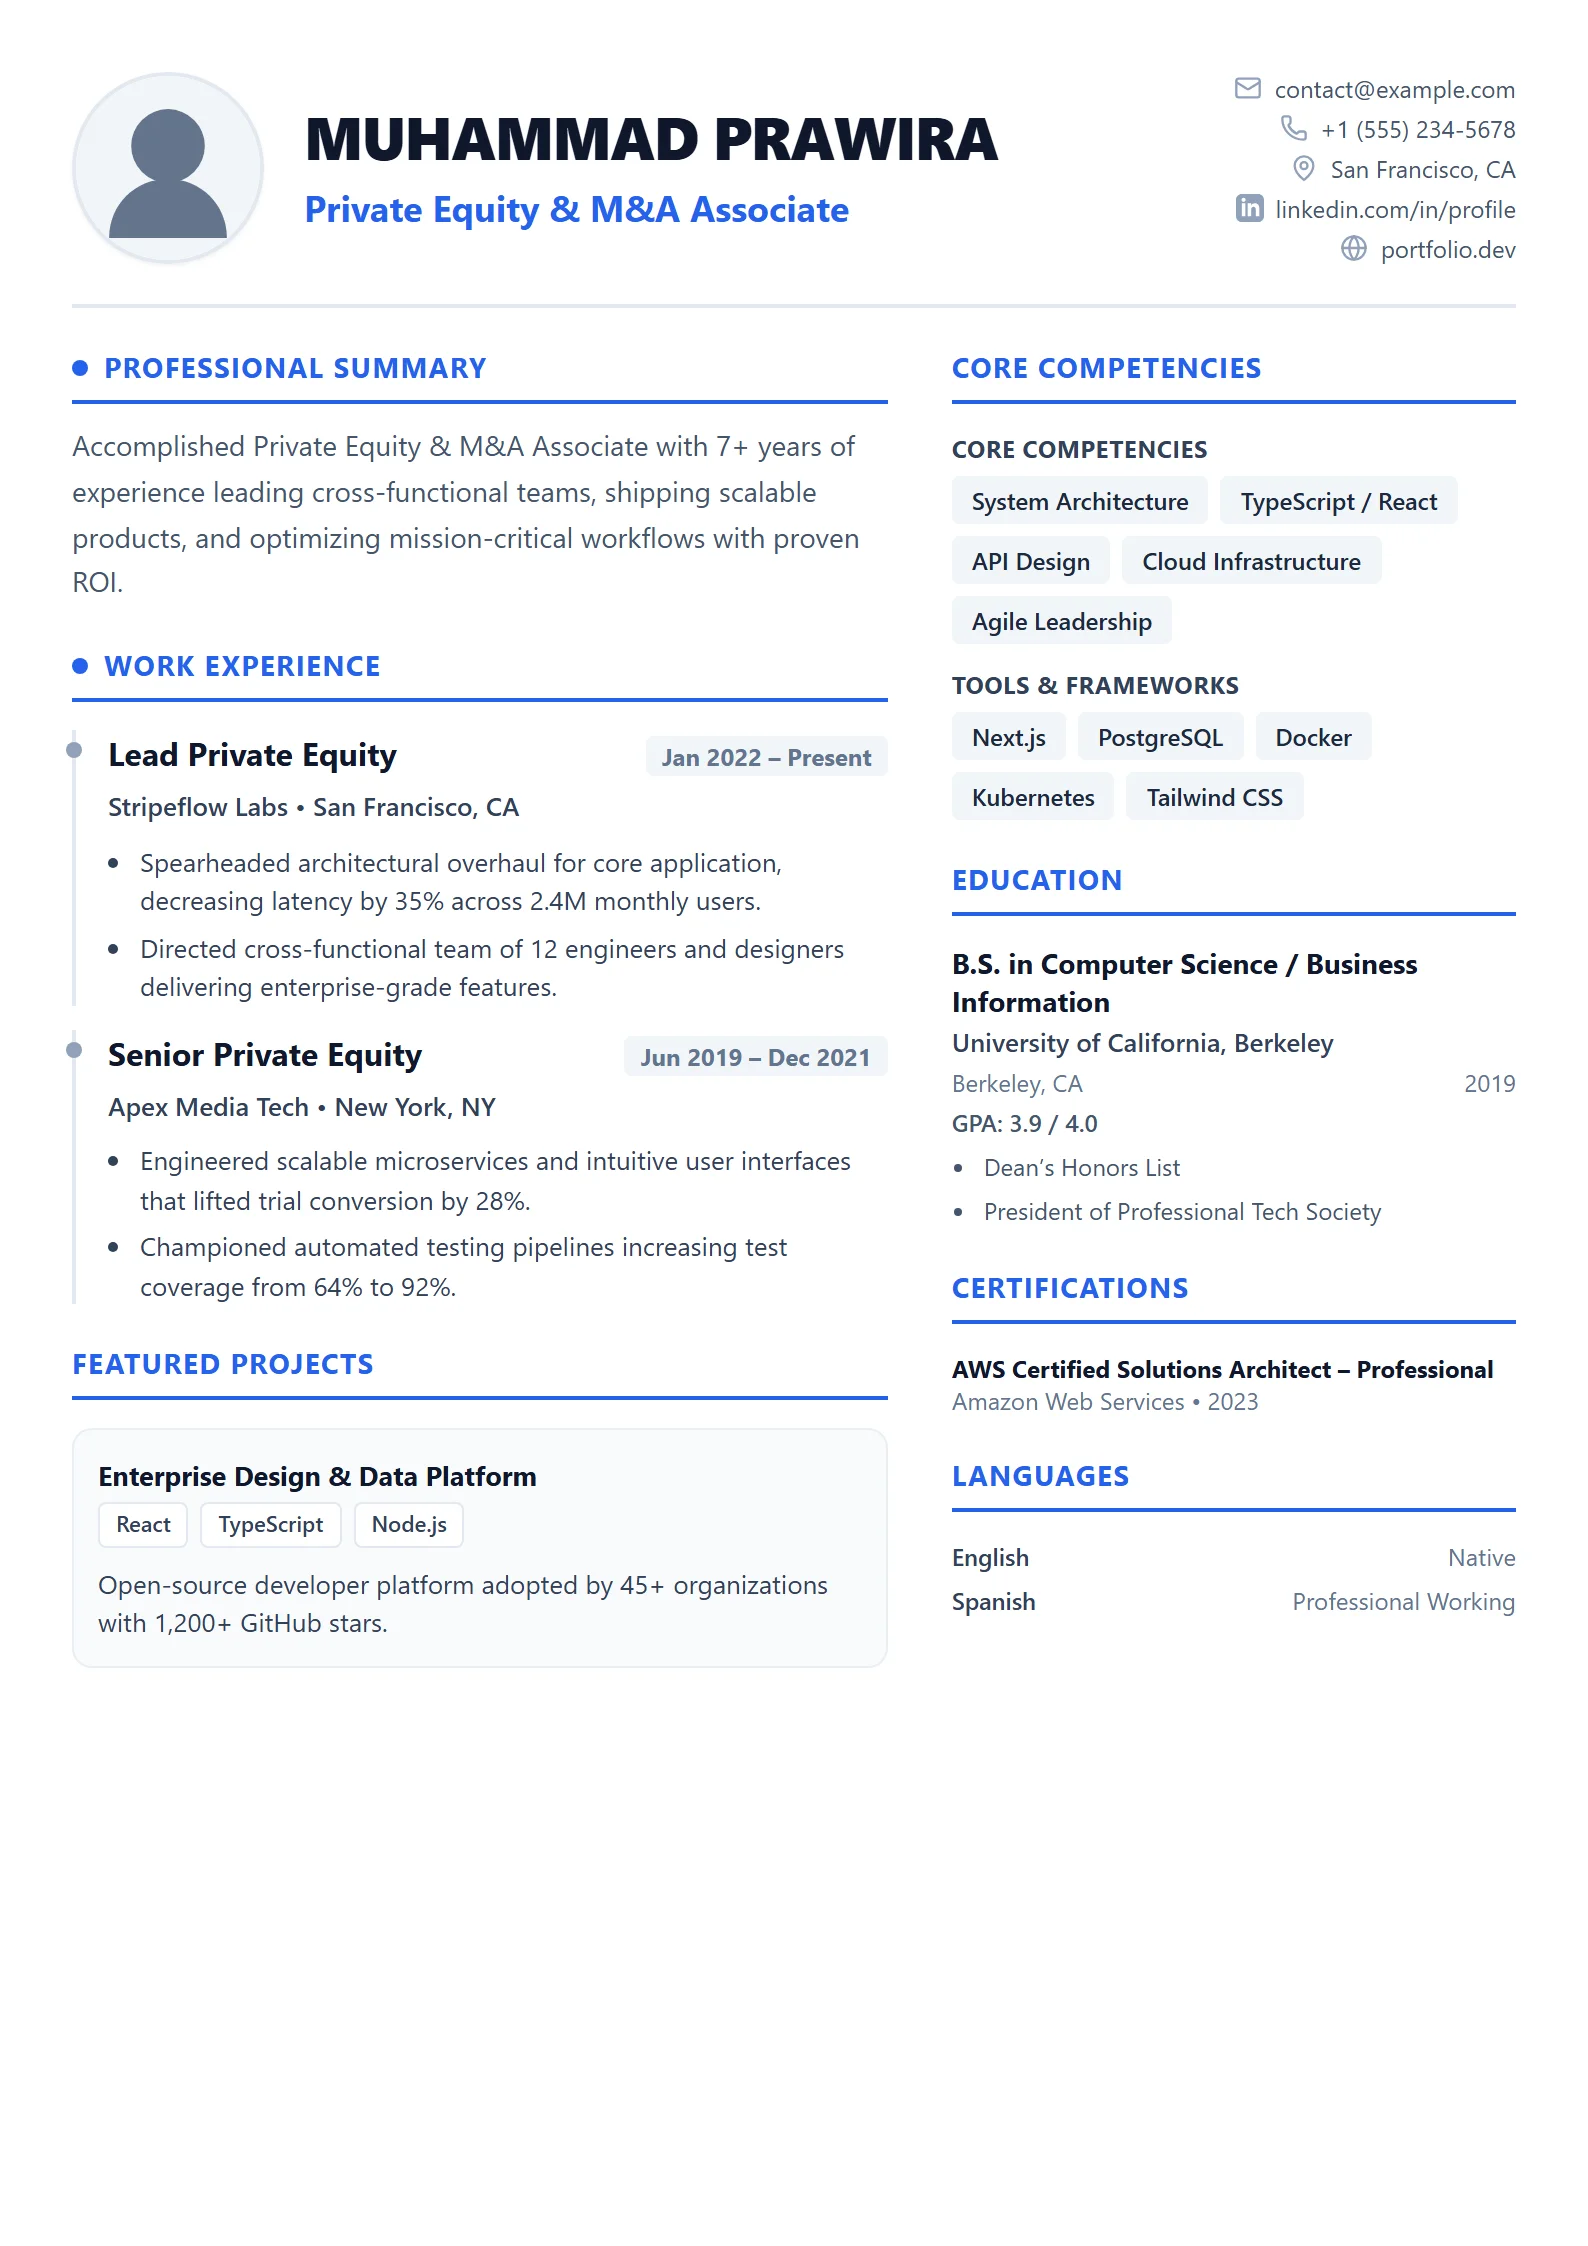 MUHAMMAD PRAWIRA
Private Equity & M&A Associate
contact@example.com
+1 (555) 234-5678
San Francisco, CA
linkedin.com/in/profile
portfolio.dev
PROFESSIONAL SUMMARY
Accomplished Private Equity & M&A Associate with 7+ years of
experience leading cross-functional teams, shipping scalable
products, and optimizing mission-critical workflows with proven
ROI.
WORK EXPERIENCE
Lead Private Equity
Jan 2022 – Present
Stripeflow Labs • San Francisco, CA
• Spearheaded architectural overhaul for core application,
decreasing latency by 35% across 2.4M monthly users.
• Directed cross-functional team of 12 engineers and designers
delivering enterprise-grade features.
Senior Private Equity
Jun 2019 – Dec 2021
Apex Media Tech • New York, NY
• Engineered scalable microservices and intuitive user interfaces
that lifted trial conversion by 28%.
• Championed automated testing pipelines increasing test
coverage from 64% to 92%.
FEATURED PROJECTS
Enterprise Design & Data Platform
React TypeScript Node.js
Open-source developer platform adopted by 45+ organizations
with 1,200+ GitHub stars.
CORE COMPETENCIES
CORE COMPETENCIES
System Architecture TypeScript / React
API Design Cloud Infrastructure
Agile Leadership
TOOLS & FRAMEWORKS
Next.js PostgreSQL Docker
Kubernetes Tailwind CSS
EDUCATION
B.S. in Computer Science / Business
Information
University of California, Berkeley
Berkeley, CA 2019
GPA: 3.9 / 4.0
• Dean’s Honors List
• President of Professional Tech Society
CERTIFICATIONS
AWS Certified Solutions Architect – Professional
Amazon Web Services • 2023
LANGUAGES
English Native
Spanish Professional Working